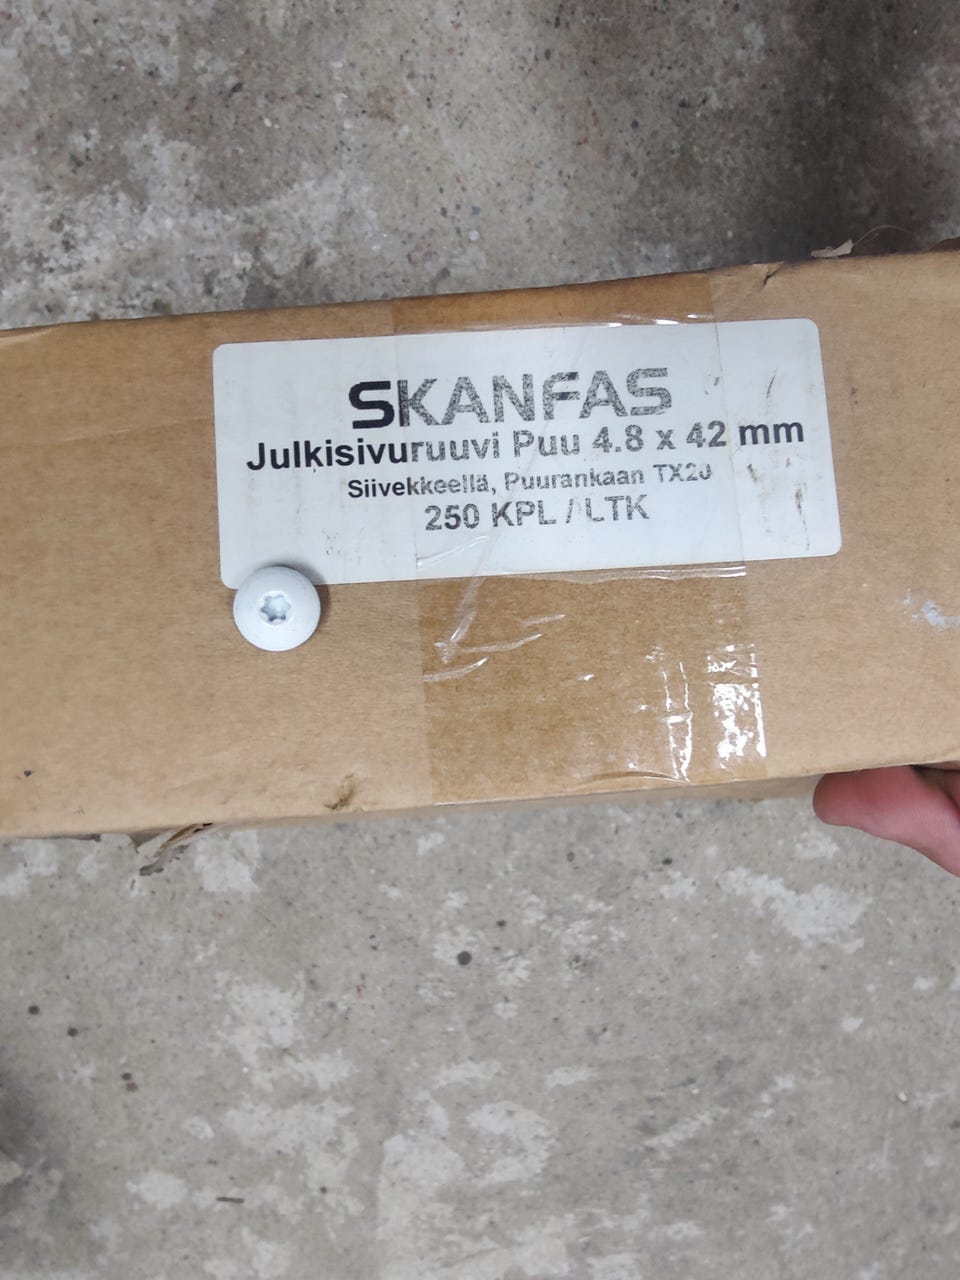 SKANFAS
Julkisivuruuvi Puu 4.8 x 42 mm
Siivekkeellä, Puurankaan TX20
250 KPL / LTK